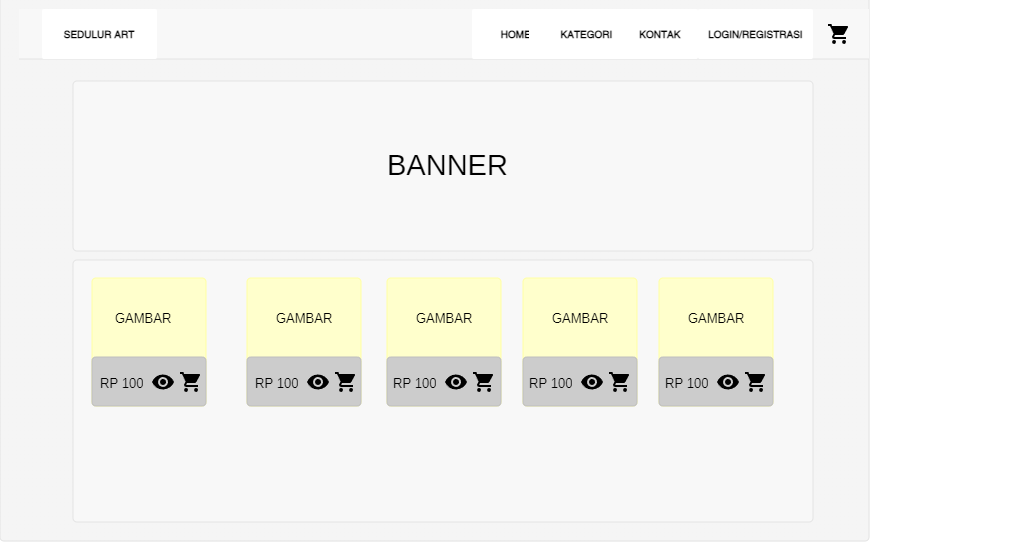 SEDULUR ART
HOME KATEGORI KONTAK LOGIN/REGISTRASI
BANNER
GAMBAR GAMBAR GAMBAR GAMBAR GAMBAR
RP 100 RP 100 RP 100 RP 100 RP 100